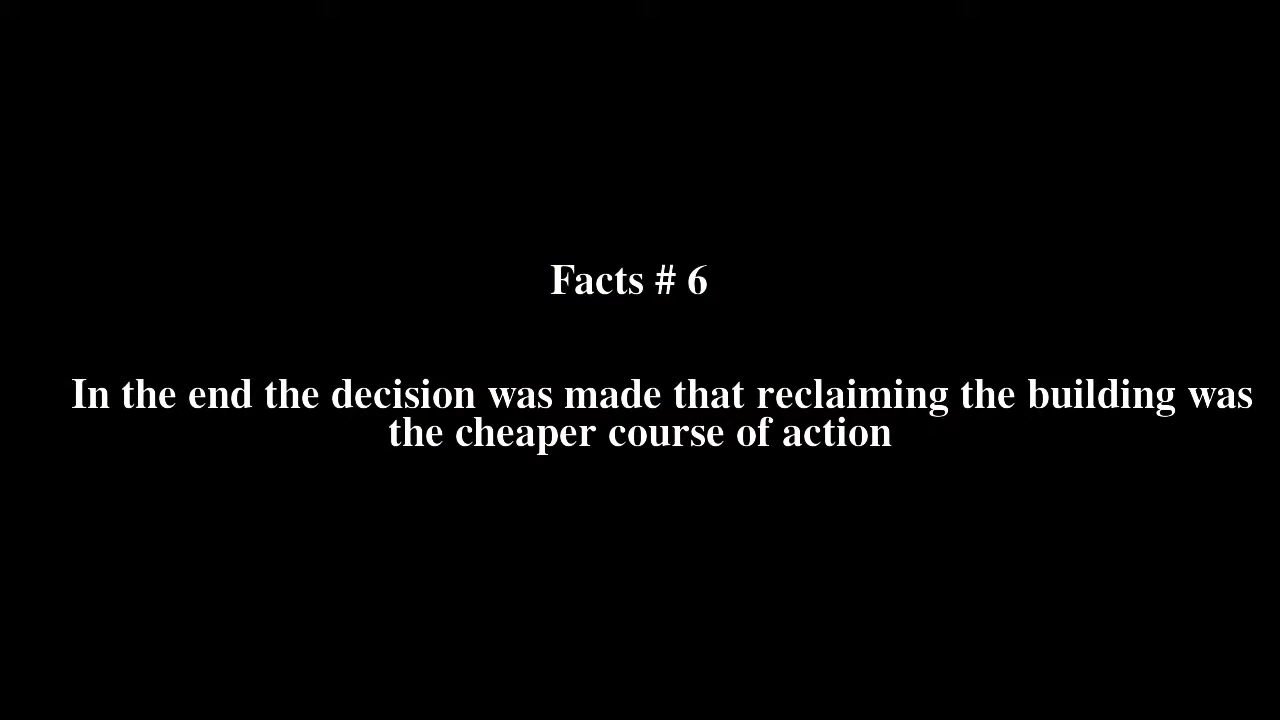 Facts # 6
In the end the decision was made that reclaiming the building was
the cheaper course of action